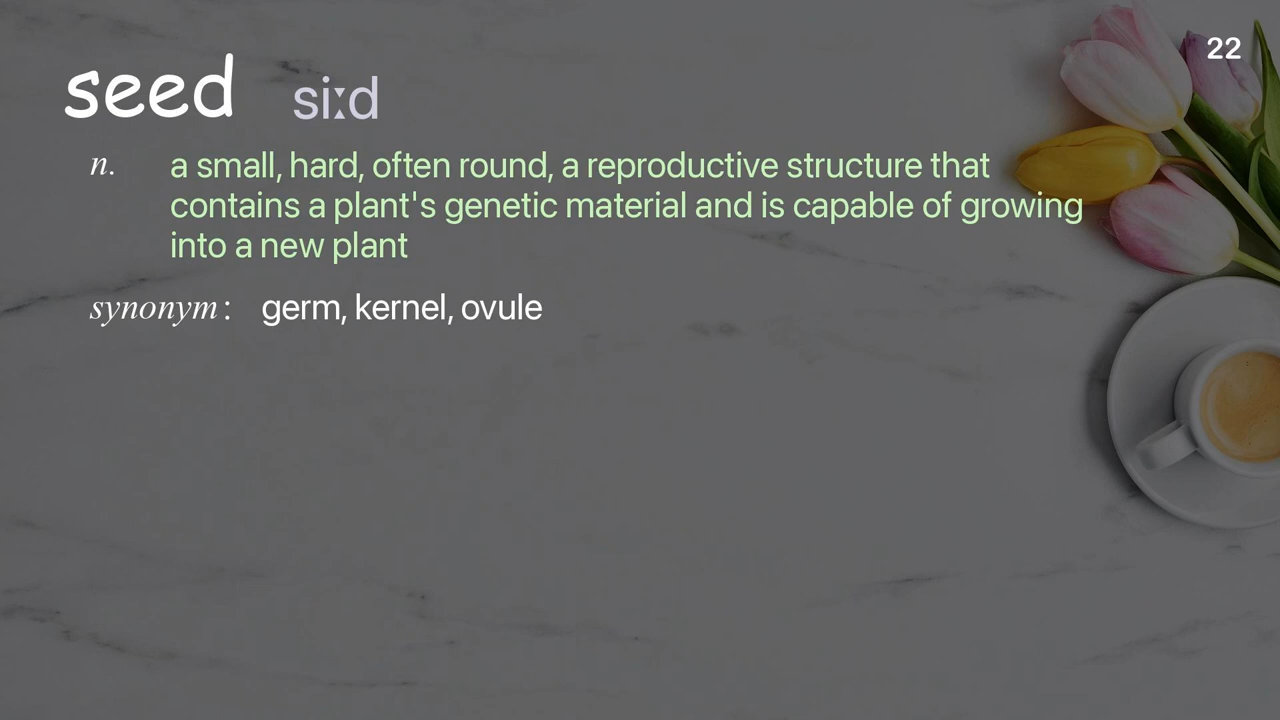 22
seed siːd
n. a small, hard, often round, a reproductive structure that
contains a plant's genetic material and is capable of growing
into a new plant
synonym: germ, kernel, ovule